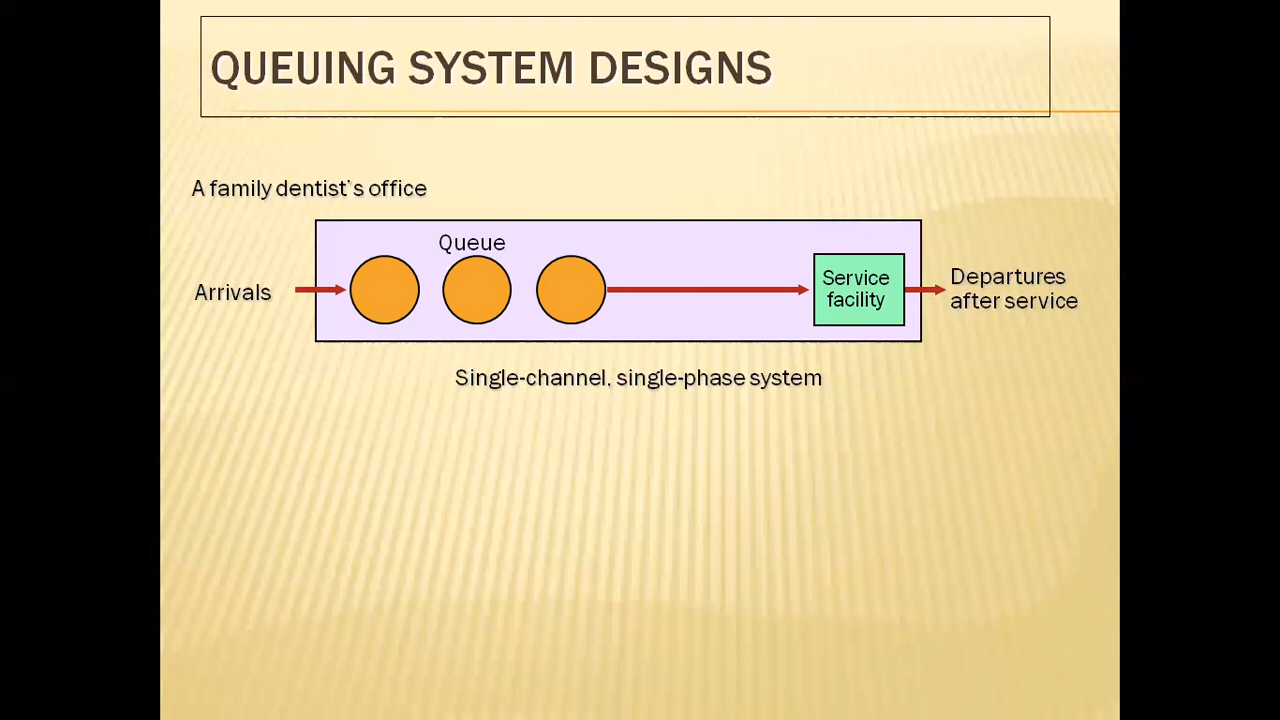 QUEUING SYSTEM DESIGNS
A family dentist's office
Queue
Arrivals
Service
facility
Departures
after service
Single-channel, single-phase system